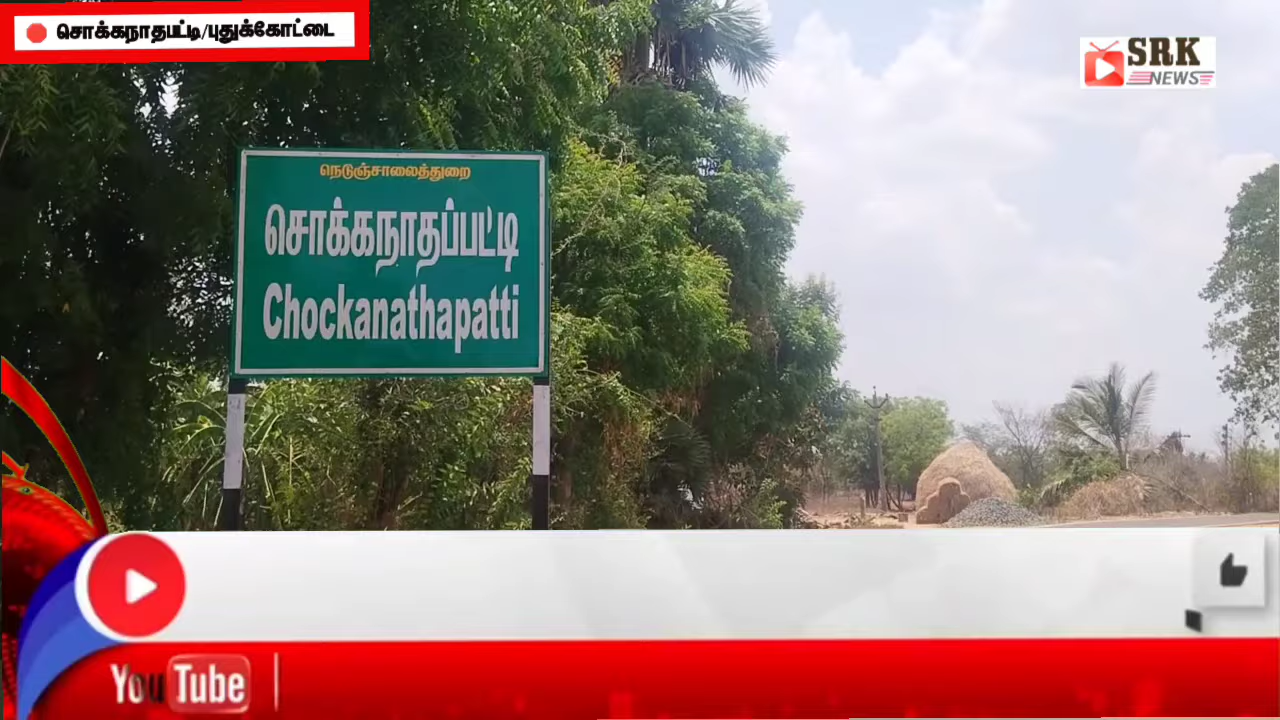 சொக்கநாதபட்டி/புதுக்கோட்டை
SRK
NEWS
நெடுஞ்சாலைத்துறை
சொக்கநாதப்பட்டி
Chockanathapatti
YouTube